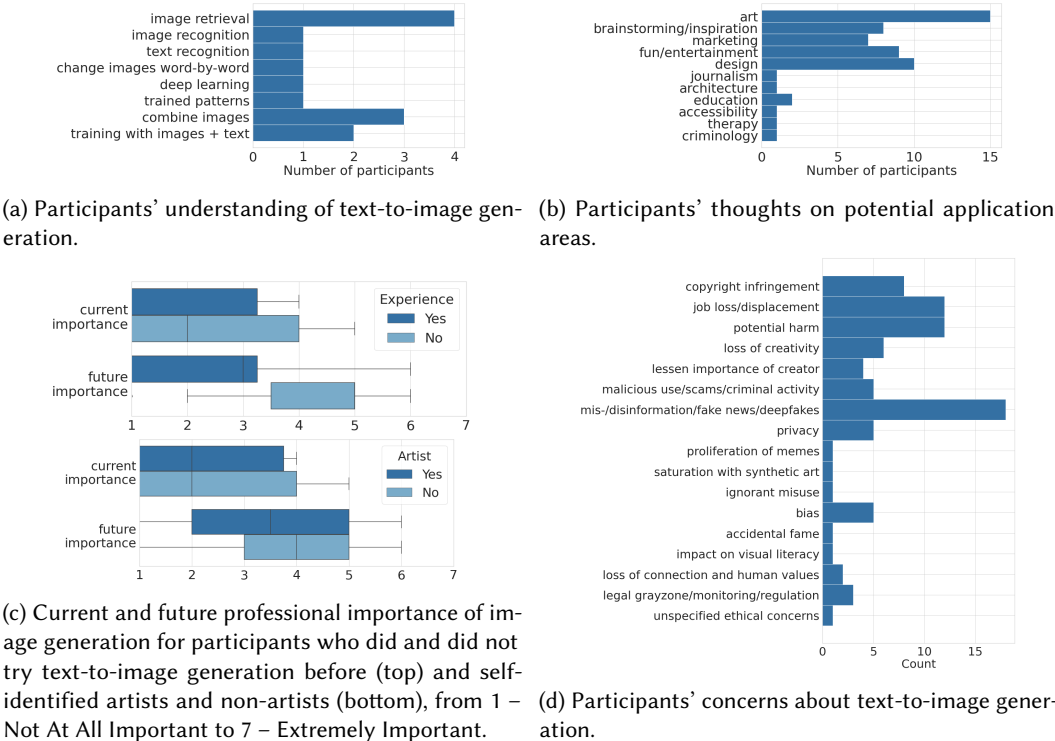 image retrieval
image recognition
text recognition
change images word-by-word
deep learning
trained patterns
combine images
training with images + text
0 1 2 3 4
Number of participants
(a) Participants' understanding of text-to-image gen-
eration.
art
brainstorming/inspiration
marketing
fun/entertainment
design
journalism
architecture
education
accessibility
therapy
criminology
0 5 10 15
Number of participants
(b) Participants' thoughts on potential application
areas.
current
importance
future
importance
Experience
Yes
No
1 2 3 4 5 6 7
current
importance
future
importance
Artist
Yes
No
1 2 3 4 5 6 7
(c) Current and future professional importance of im-
age generation for participants who did and did not
try text-to-image generation before (top) and self-
identified artists and non-artists (bottom), from 1 –
Not At All Important to 7 – Extremely Important.
copyright infringement
job loss/displacement
potential harm
loss of creativity
lessen importance of creator
malicious use/scams/criminal activity
mis-/disinformation/fake news/deepfakes
privacy
proliferation of memes
saturation with synthetic art
ignorant misuse
bias
accidental fame
impact on visual literacy
loss of connection and human values
legal grayzone/monitoring/regulation
unspecified ethical concerns
0 5 10 15
Count
(d) Participants' concerns about text-to-image gener-
ation.